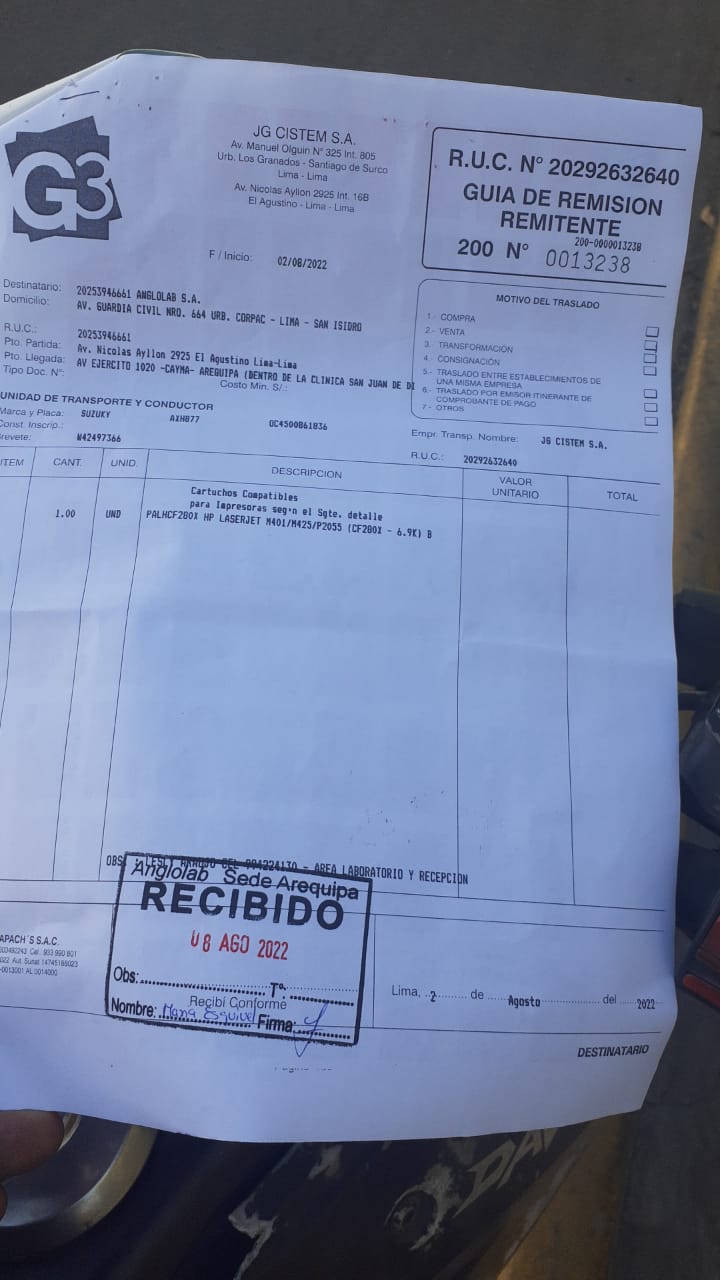 G3
JG CISTEM S.A.
Av. Manuel Olguin N° 325 Int. 805
Urb. Los Granados - Santiago de Surco
Lima - Lima
Av. Nicolas Ayllon 2925 Int. 16B
El Agustino - Lima - Lima
R.U.C. N° 20292632640
GUIA DE REMISION
REMITENTE
200-0000013238
200 N° 0013238
F / Inicio: 02/08/2022
Destinatario: 20253946661 ANGLOLAB S.A.
Domicilio: AV. GUARDIA CIVIL NRO. 664 URB. CORPAC - LIMA - SAN ISIDRO
R.U.C.: 20253946661
Pto. Partida: Av. Nicolas Ayllon 2925 El Agustino Lima-Lima
Pto. Llegada: AV EJERCITO 1020 -CAYMA- AREQUIPA (DENTRO DE LA CLINICA SAN JUAN DE DI
Tipo Doc. N°: Costo Min. S/.:
MOTIVO DEL TRASLADO
1.- COMPRA
2.- VENTA
3. TRANSFORMACIÓN
4 CONSIGNACIÓN
5.- TRASLADO ENTRE ESTABLECIMIENTOS DE
UNA MISMA EMPRESA
6.- TRASLADO POR EMISOR ITINERANTE DE
COMPROBANTE DE PAGO
7 - OTROS
UNIDAD DE TRANSPORTE Y CONDUCTOR
Marca y Placa: SUZUKY AXH877 OC4500861836
Const. Inscrip.:
revete: W42497366
Empr. Transp. Nombre: JG CISTEM S.A.
R.U.C.: 20292632640
ITEM CANT. UNID. DESCRIPCION VALOR UNITARIO TOTAL
Cartuchos Compatibles
para Impresoras seg·n el Sgte. detalle
1.00 UND PALHCF280X HP LASERJET M401/M425/P2055 (CF280X - 6.9K) B
OBS : LESLY ARAUJO CEL 994224130 - AREA LABORATORIO Y RECEPCION
Anglolab Sede Arequipa
RECIBIDO
08 AGO 2022
Obs: T°:
Recibí Conforme
Nombre: Maria Esquivel Firma:
APACH´S S.A.C.
Lima, 2 de Agosto del 2022
DESTINATARIO